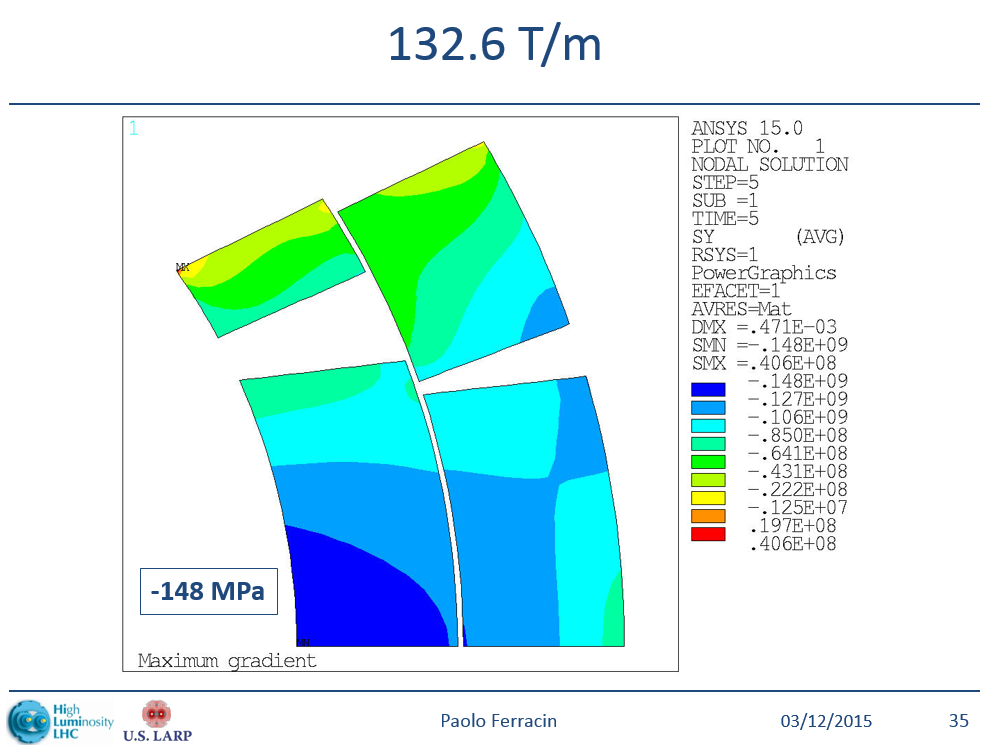 132.6 T/m
1
ANSYS 15.0
PLOT NO. 1
NODAL SOLUTION
STEP=5
SUB =1
TIME=5
SY (AVG)
RSYS=1
PowerGraphics
EFACET=1
AVRES=Mat
DMX =.471E-03
SMN =-.148E+09
SMX =.406E+08
-.148E+09
-.127E+09
-.106E+09
-.850E+08
-.641E+08
-.431E+08
-.222E+08
-.125E+07
.197E+08
.406E+08
MX
-148 MPa
MN
Maximum gradient
High
Luminosity
LHC
U.S. LARP
Paolo Ferracin
03/12/2015
35